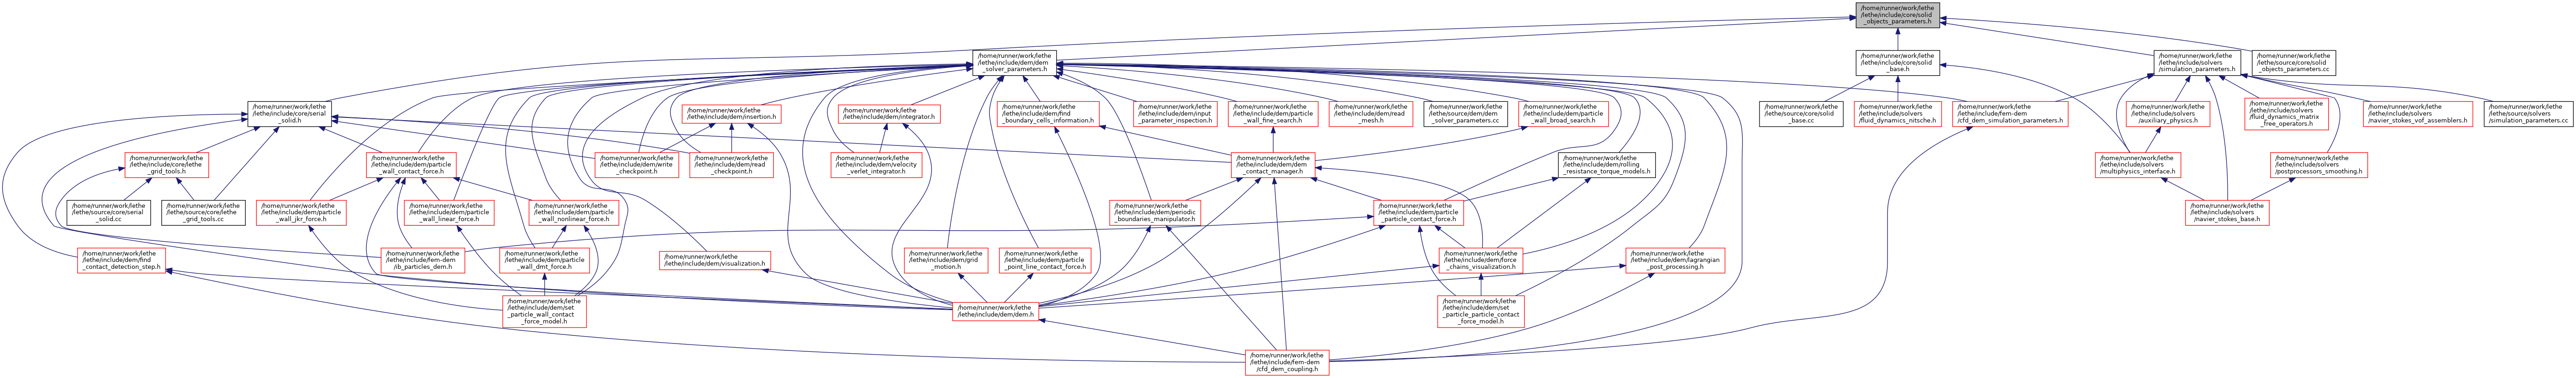 /home/runner/work/lethe
/lethe/include/core/solid
_objects_parameters.h
/home/runner/work/lethe
/lethe/include/dem/dem
_solver_parameters.h
/home/runner/work/lethe
/lethe/include/core/solid
_base.h
/home/runner/work/lethe
/lethe/include/solvers
/simulation_parameters.h
/home/runner/work/lethe
/lethe/source/core/solid
_objects_parameters.cc
/home/runner/work/lethe
/lethe/include/core/serial
_solid.h
/home/runner/work/lethe
/lethe/include/dem/insertion.h
/home/runner/work/lethe
/lethe/include/dem/integrator.h
/home/runner/work/lethe
/lethe/include/dem/find
_boundary_cells_information.h
/home/runner/work/lethe
/lethe/include/dem/input
_parameter_inspection.h
/home/runner/work/lethe
/lethe/include/dem/particle
_wall_fine_search.h
/home/runner/work/lethe
/lethe/include/dem/read
_mesh.h
/home/runner/work/lethe
/lethe/source/dem/dem
_solver_parameters.cc
/home/runner/work/lethe
/lethe/include/dem/particle
_wall_broad_search.h
/home/runner/work/lethe
/lethe/source/core/solid
_base.cc
/home/runner/work/lethe
/lethe/include/solvers
/fluid_dynamics_nitsche.h
/home/runner/work/lethe
/lethe/include/fem-dem
/cfd_dem_simulation_parameters.h
/home/runner/work/lethe
/lethe/include/solvers
/auxiliary_physics.h
/home/runner/work/lethe
/lethe/include/solvers
/fluid_dynamics_matrix
_free_operators.h
/home/runner/work/lethe
/lethe/include/solvers
/navier_stokes_vof_assemblers.h
/home/runner/work/lethe
/lethe/source/solvers
/simulation_parameters.cc
/home/runner/work/lethe
/lethe/include/core/lethe
_grid_tools.h
/home/runner/work/lethe
/lethe/include/dem/particle
_wall_contact_force.h
/home/runner/work/lethe
/lethe/include/dem/write
_checkpoint.h
/home/runner/work/lethe
/lethe/include/dem/read
_checkpoint.h
/home/runner/work/lethe
/lethe/include/dem/velocity
_verlet_integrator.h
/home/runner/work/lethe
/lethe/include/dem/dem
_contact_manager.h
/home/runner/work/lethe
/lethe/include/dem/rolling
_resistance_torque_models.h
/home/runner/work/lethe
/lethe/include/solvers
/multiphysics_interface.h
/home/runner/work/lethe
/lethe/include/solvers
/postprocessors_smoothing.h
/home/runner/work/lethe
/lethe/source/core/serial
_solid.cc
/home/runner/work/lethe
/lethe/source/core/lethe
_grid_tools.cc
/home/runner/work/lethe
/lethe/include/dem/particle
_wall_jkr_force.h
/home/runner/work/lethe
/lethe/include/dem/particle
_wall_linear_force.h
/home/runner/work/lethe
/lethe/include/dem/particle
_wall_nonlinear_force.h
/home/runner/work/lethe
/lethe/include/dem/periodic
_boundaries_manipulator.h
/home/runner/work/lethe
/lethe/include/dem/particle
_particle_contact_force.h
/home/runner/work/lethe
/lethe/include/solvers
/navier_stokes_base.h
/home/runner/work/lethe
/lethe/include/dem/find
_contact_detection_step.h
/home/runner/work/lethe
/lethe/include/fem-dem
/ib_particles_dem.h
/home/runner/work/lethe
/lethe/include/dem/particle
_wall_dmt_force.h
/home/runner/work/lethe
/lethe/include/dem/visualization.h
/home/runner/work/lethe
/lethe/include/dem/grid
_motion.h
/home/runner/work/lethe
/lethe/include/dem/particle
_point_line_contact_force.h
/home/runner/work/lethe
/lethe/include/dem/force
_chains_visualization.h
/home/runner/work/lethe
/lethe/include/dem/lagrangian
_post_processing.h
/home/runner/work/lethe
/lethe/include/dem/set
_particle_wall_contact
_force_model.h
/home/runner/work/lethe
/lethe/include/dem/dem.h
/home/runner/work/lethe
/lethe/include/dem/set
_particle_particle_contact
_force_model.h
/home/runner/work/lethe
/lethe/include/fem-dem
/cfd_dem_coupling.h